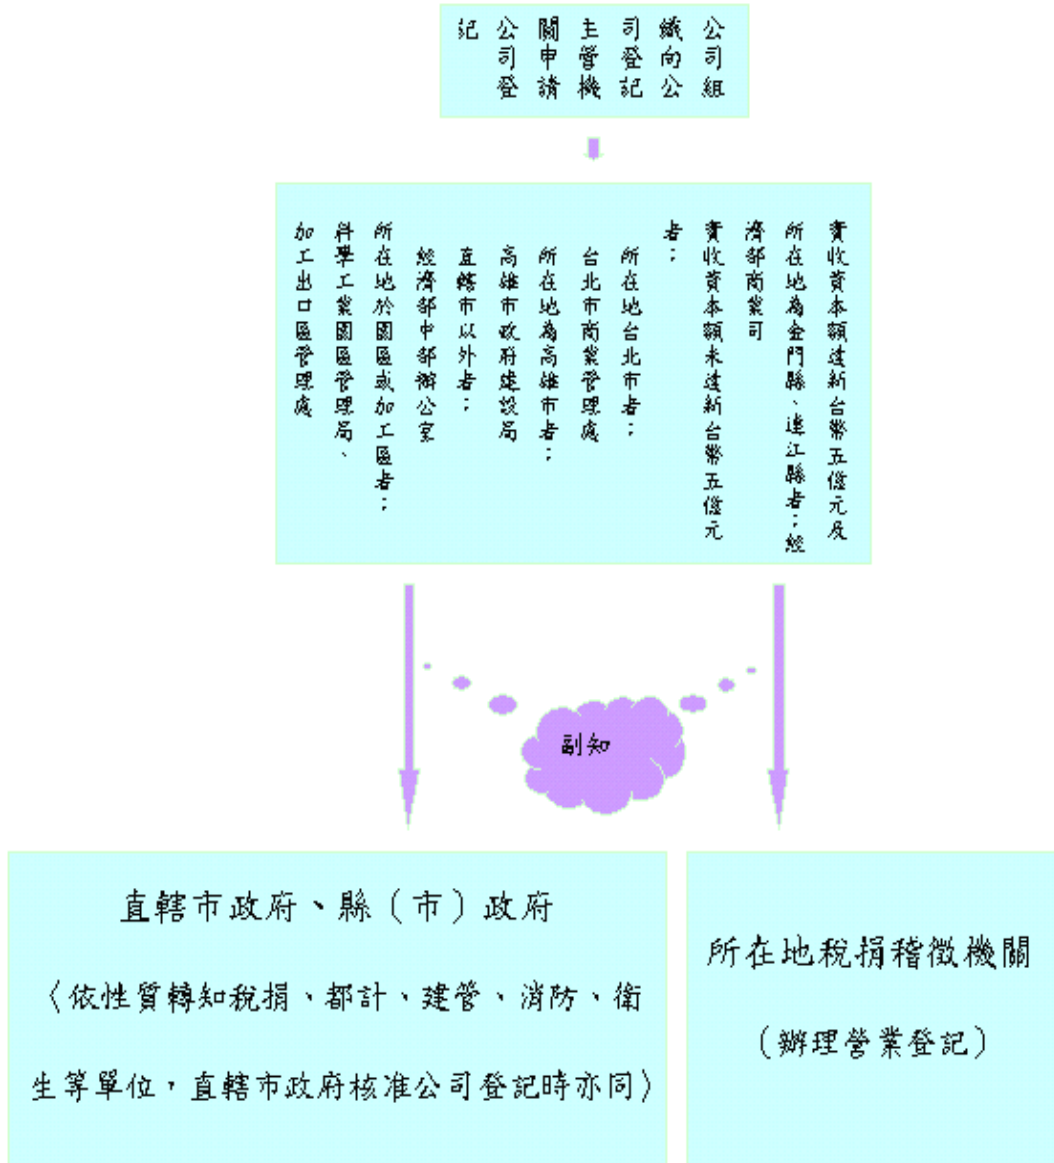 公司組
織向公
司登記
主管機
關申請
公司登
記
實收資本額達新台幣五億元及
所在地為金門縣、連江縣者；經
濟部商業司
實收資本額未達新台幣五億元
者；
所在地台北市者；
台北市商業管理處
所在地為高雄市者；
高雄市政府建設局
直轄市以外者；
經濟部中部辦公室
所在地於園區或加工區者；
科學工業園區管理局、
加工出口區管理處
副知
直轄市政府、縣（市）政府
〈依性質轉知稅捐、都計、建管、消防、衛
生等單位，直轄市政府核准公司登記時亦同〉
所在地稅捐稽徵機關
（辦理營業登記）